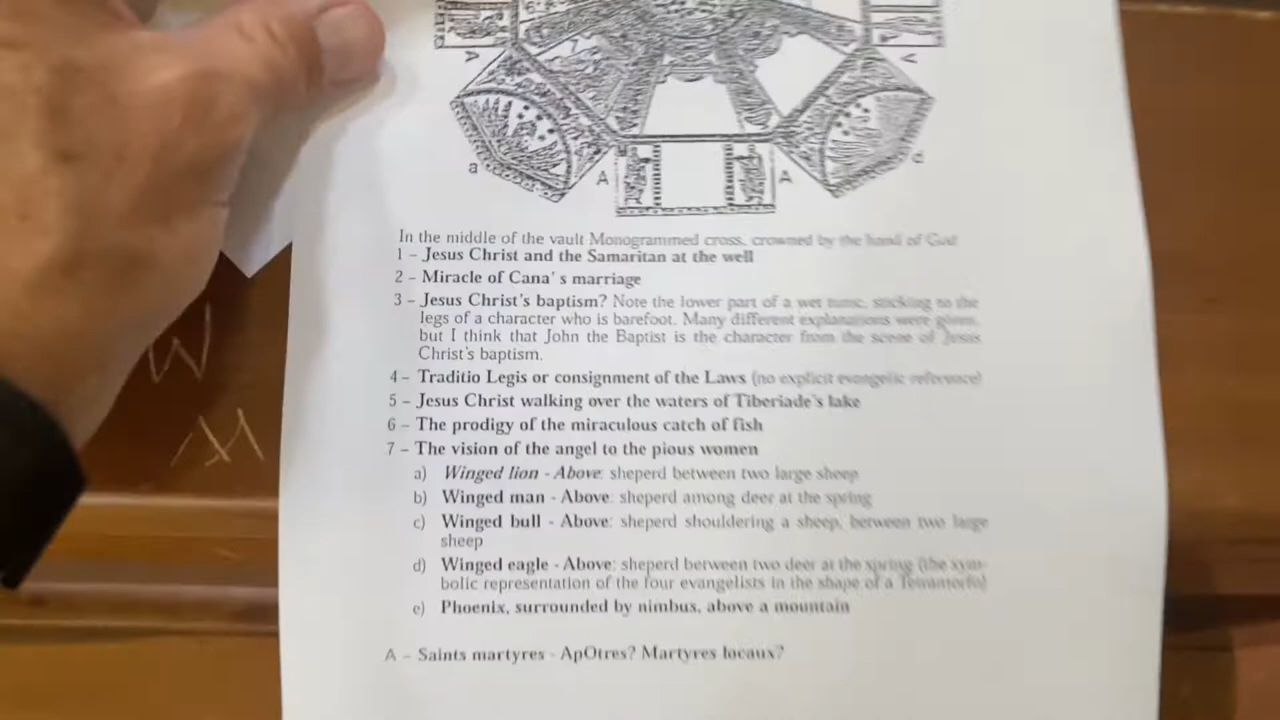 6
7
A
A
a
A
A
c
In the middle of the vault Monogrammed cross, crowned by the hand of God
1 – Jesus Christ and the Samaritan at the well
2 – Miracle of Cana' s marriage
3 – Jesus Christ's baptism? Note the lower part of a wet tunic, sticking to the
legs of a character who is barefoot. Many different explanations were given,
but I think that John the Baptist is the character from the scene of Jesus
Christ's baptism.
4 – Traditio Legis or consignment of the Laws (no explicit evangelic reference)
5 – Jesus Christ walking over the waters of Tiberiade's lake
6 – The prodigy of the miraculous catch of fish
7 – The vision of the angel to the pious women
a) Winged lion - Above: sheperd between two large sheep
b) Winged man - Above: sheperd among deer at the spring
c) Winged bull - Above: sheperd shouldering a sheep, between two large
sheep
d) Winged eagle - Above: sheperd between two deer at the spring (the sym-
bolic representation of the four evangelists in the shape of a Tetramorfo)
e) Phoenix, surrounded by nimbus, above a mountain
A – Saints martyres - ApOtres? Martyres locaux?